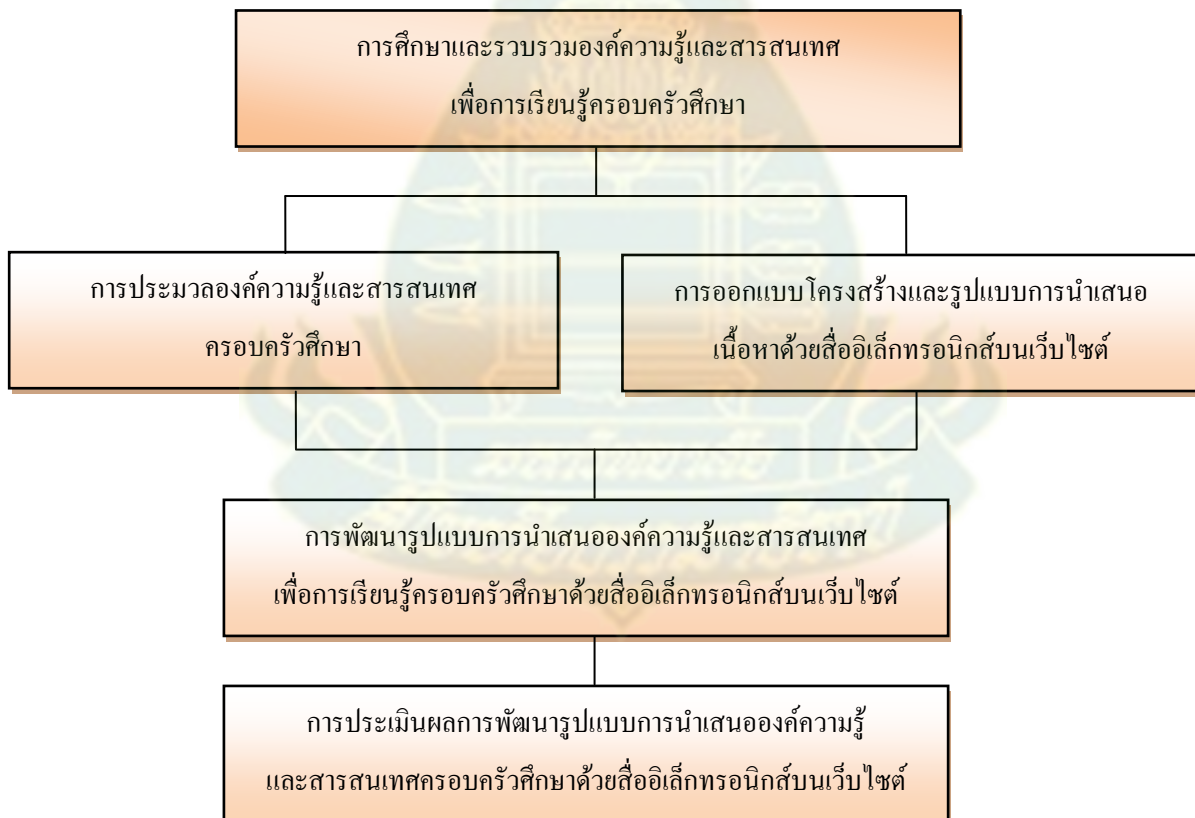 การศึกษาและรวบรวมองค์ความรู้และสารสนเทศ
เพื่อการเรียนรู้ครอบครัวศึกษา
การประมวลองค์ความรู้และสารสนเทศ
ครอบครัวศึกษา
การออกแบบโครงสร้างและรูปแบบการนำเสนอ
เนื้อหาด้วยสื่ออิเล็กทรอนิกส์บนเว็บไซต์
การพัฒนารูปแบบการนำเสนอองค์ความรู้และสารสนเทศ
เพื่อการเรียนรู้ครอบครัวศึกษาด้วยสื่ออิเล็กทรอนิกส์บนเว็บไซต์
การประเมินผลการพัฒนารูปแบบการนำเสนอองค์ความรู้
และสารสนเทศครอบครัวศึกษาด้วยสื่ออิเล็กทรอนิกส์บนเว็บไซต์